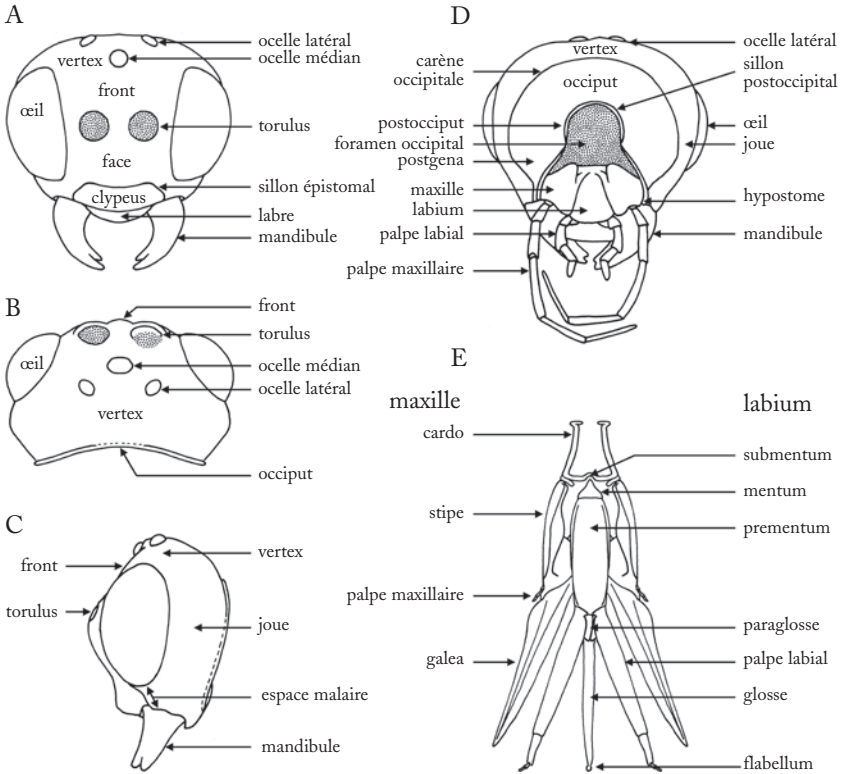 A
ocelle latéral
vertex
ocelle médian
front
œil
torulus
face
sillon épistomal
clypeus
labre
mandibule
B
front
torulus
œil
ocelle médian
ocelle latéral
vertex
occiput
C
vertex
front
torulus
joue
espace malaire
mandibule
D
vertex
ocelle latéral
carène
occipitale
sillon
postoccipital
occiput
postocciput
œil
foramen occipital
joue
postgena
maxille
hypostome
labium
palpe labial
mandibule
palpe maxillaire
E
maxille
labium
cardo
submentum
mentum
stipe
prementum
palpe maxillaire
paraglosse
galea
palpe labial
glosse
flabellum